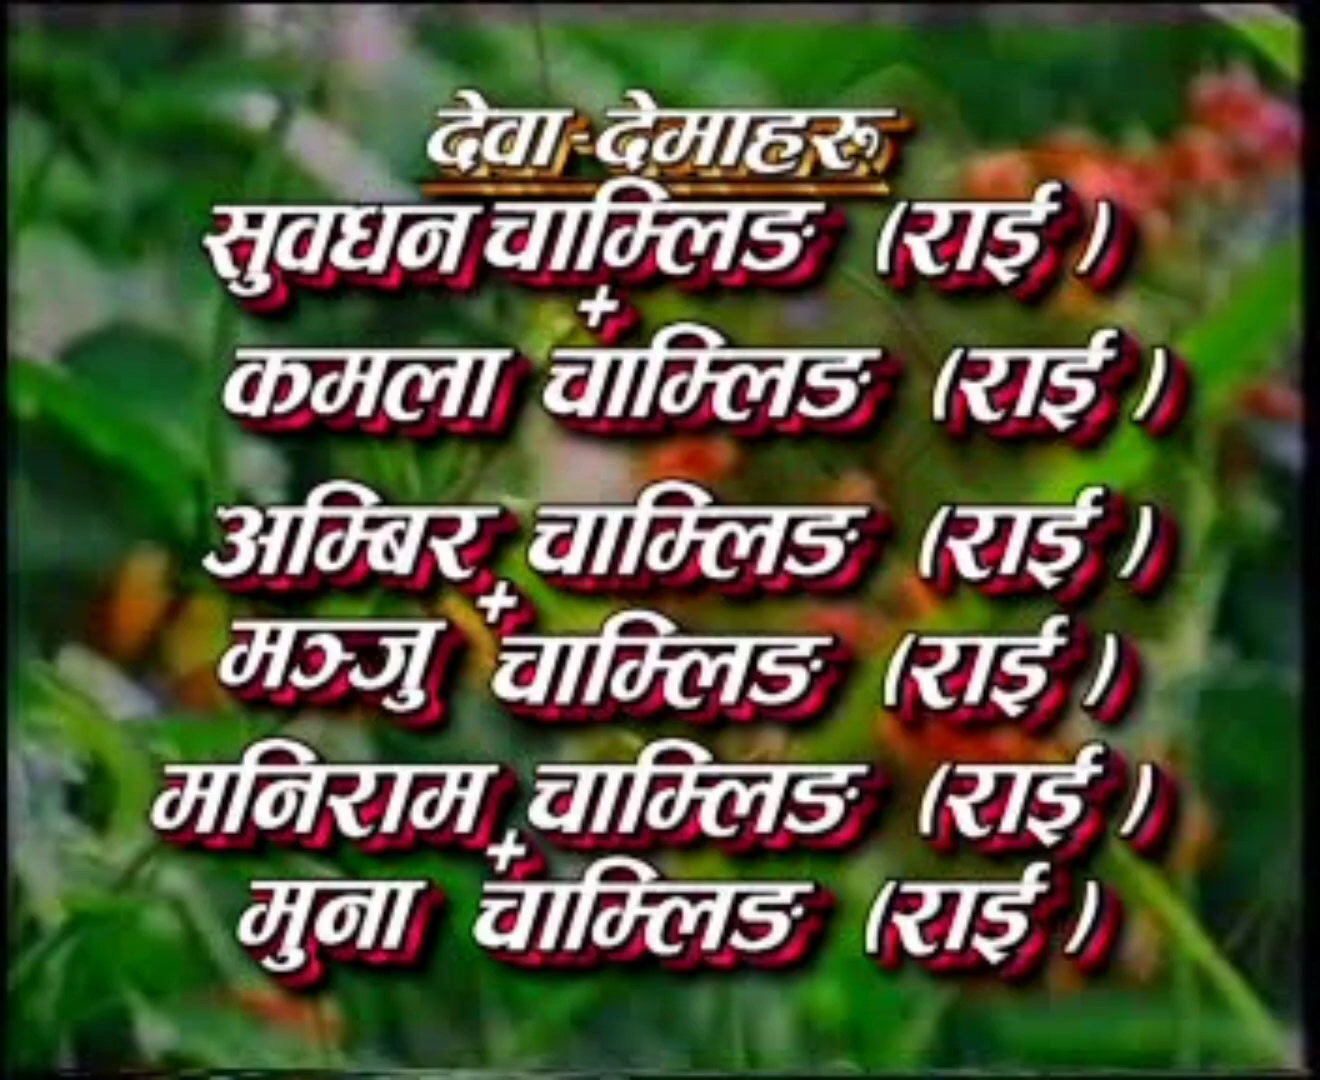 देवा-देमाहरू
सुवधन चाम्लिङ (राई )
+
कमला चाम्लिङ (राई )
अम्बिर चाम्लिङ (राई )
+
मञ्जु चाम्लिङ (राई )
मनिराम चाम्लिङ (राई )
+
मुना चाम्लिङ (राई )